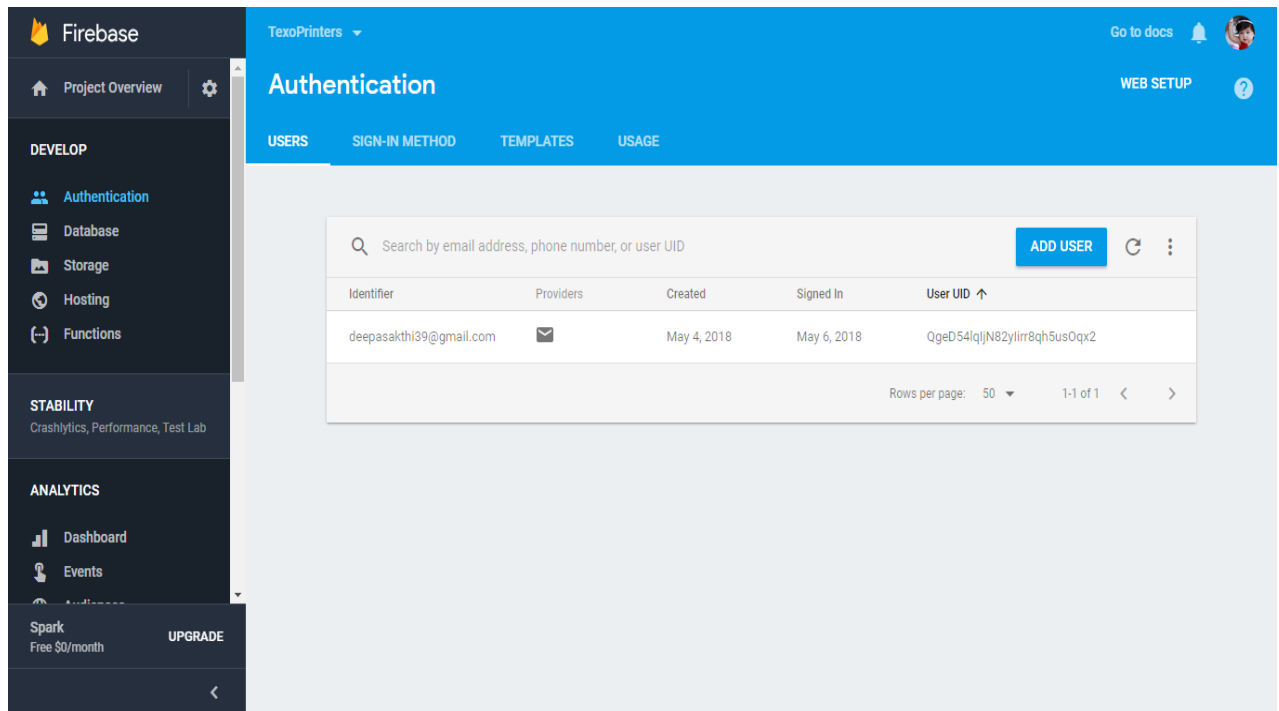 Firebase
Project Overview
DEVELOP
Authentication
Database
Storage
Hosting
Functions
STABILITY
Crashlytics, Performance, Test Lab
ANALYTICS
Dashboard
Events
Spark
Free $0/month
UPGRADE
TexoPrinters
Go to docs
Authentication
WEB SETUP
USERS SIGN-IN METHOD TEMPLATES USAGE
Search by email address, phone number, or user UID
ADD USER
Identifier Providers Created Signed In User UID
deepasakthi39@gmail.com May 4, 2018 May 6, 2018
Rows per page: 50 1-1 of 1